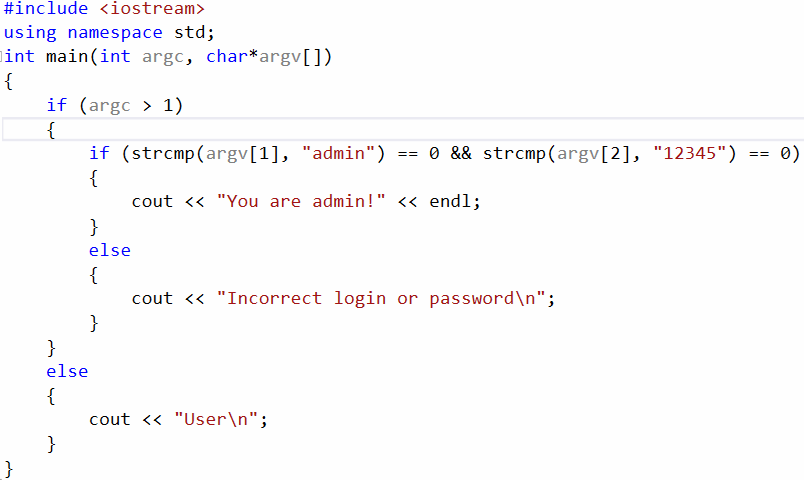 #include <iostream>
using namespace std;
int main(int argc, char*argv[])
{
    if (argc > 1)
    {
        if (strcmp(argv[1], "admin") == 0 && strcmp(argv[2], "12345") == 0)
        {
            cout << "You are admin!" << endl;
        }
        else
        {
            cout << "Incorrect login or password\n";
        }
    }
    else
    {
        cout << "User\n";
    }
}